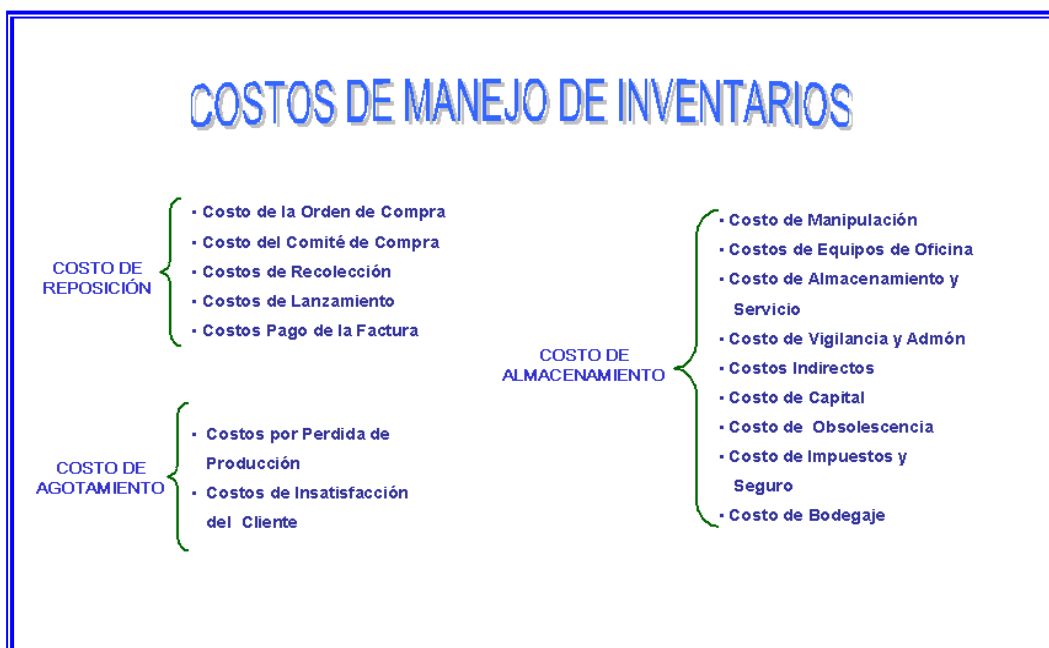 COSTOS DE MANEJO DE INVENTARIOS
COSTO DE
REPOSICIÓN
- Costo de la Orden de Compra
- Costo del Comité de Compra
- Costos de Recolección
- Costos de Lanzamiento
- Costos Pago de la Factura
COSTO DE
AGOTAMIENTO
- Costos por Perdida de
Producción
- Costos de Insatisfacción
del Cliente
COSTO DE
ALMACENAMIENTO
- Costo de Manipulación
- Costos de Equipos de Oficina
- Costo de Almacenamiento y
Servicio
- Costo de Vigilancia y Admón
- Costos Indirectos
- Costo de Capital
- Costo de Obsolescencia
- Costo de Impuestos y
Seguro
- Costo de Bodegaje